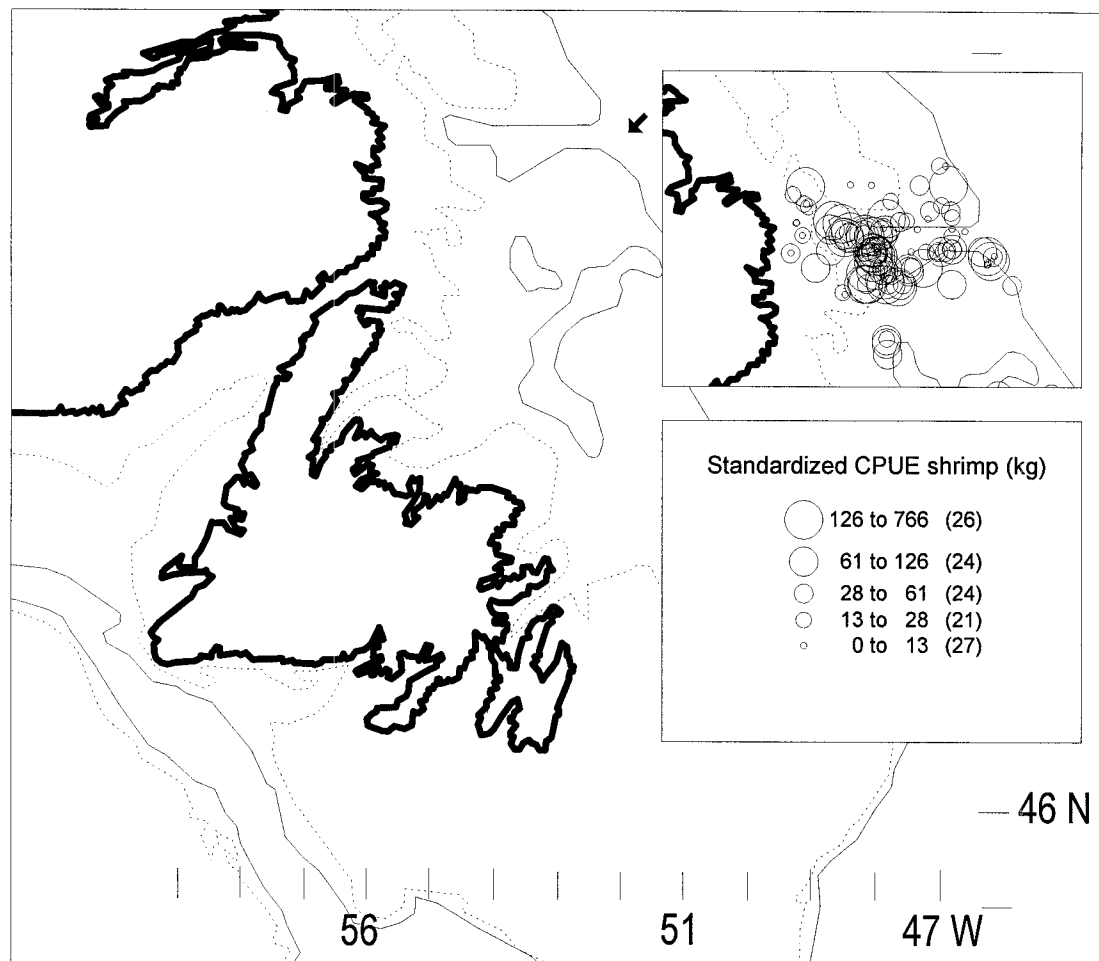 Standardized CPUE shrimp (kg)
126 to 766 (26)
61 to 126 (24)
28 to 61 (24)
13 to 28 (21)
0 to 13 (27)
46 N
56 51 47 W